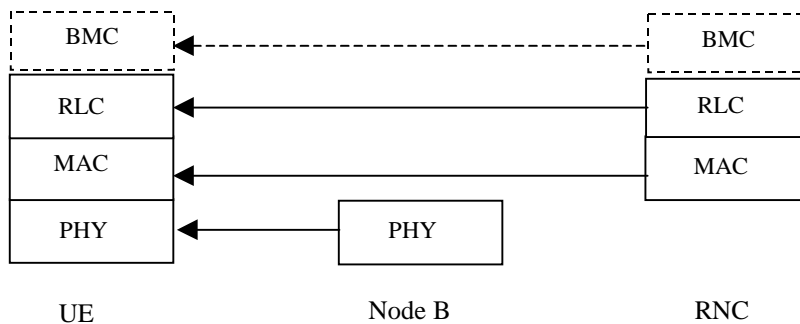 BMC BMC
RLC RLC
MAC MAC
PHY PHY
UE Node B RNC